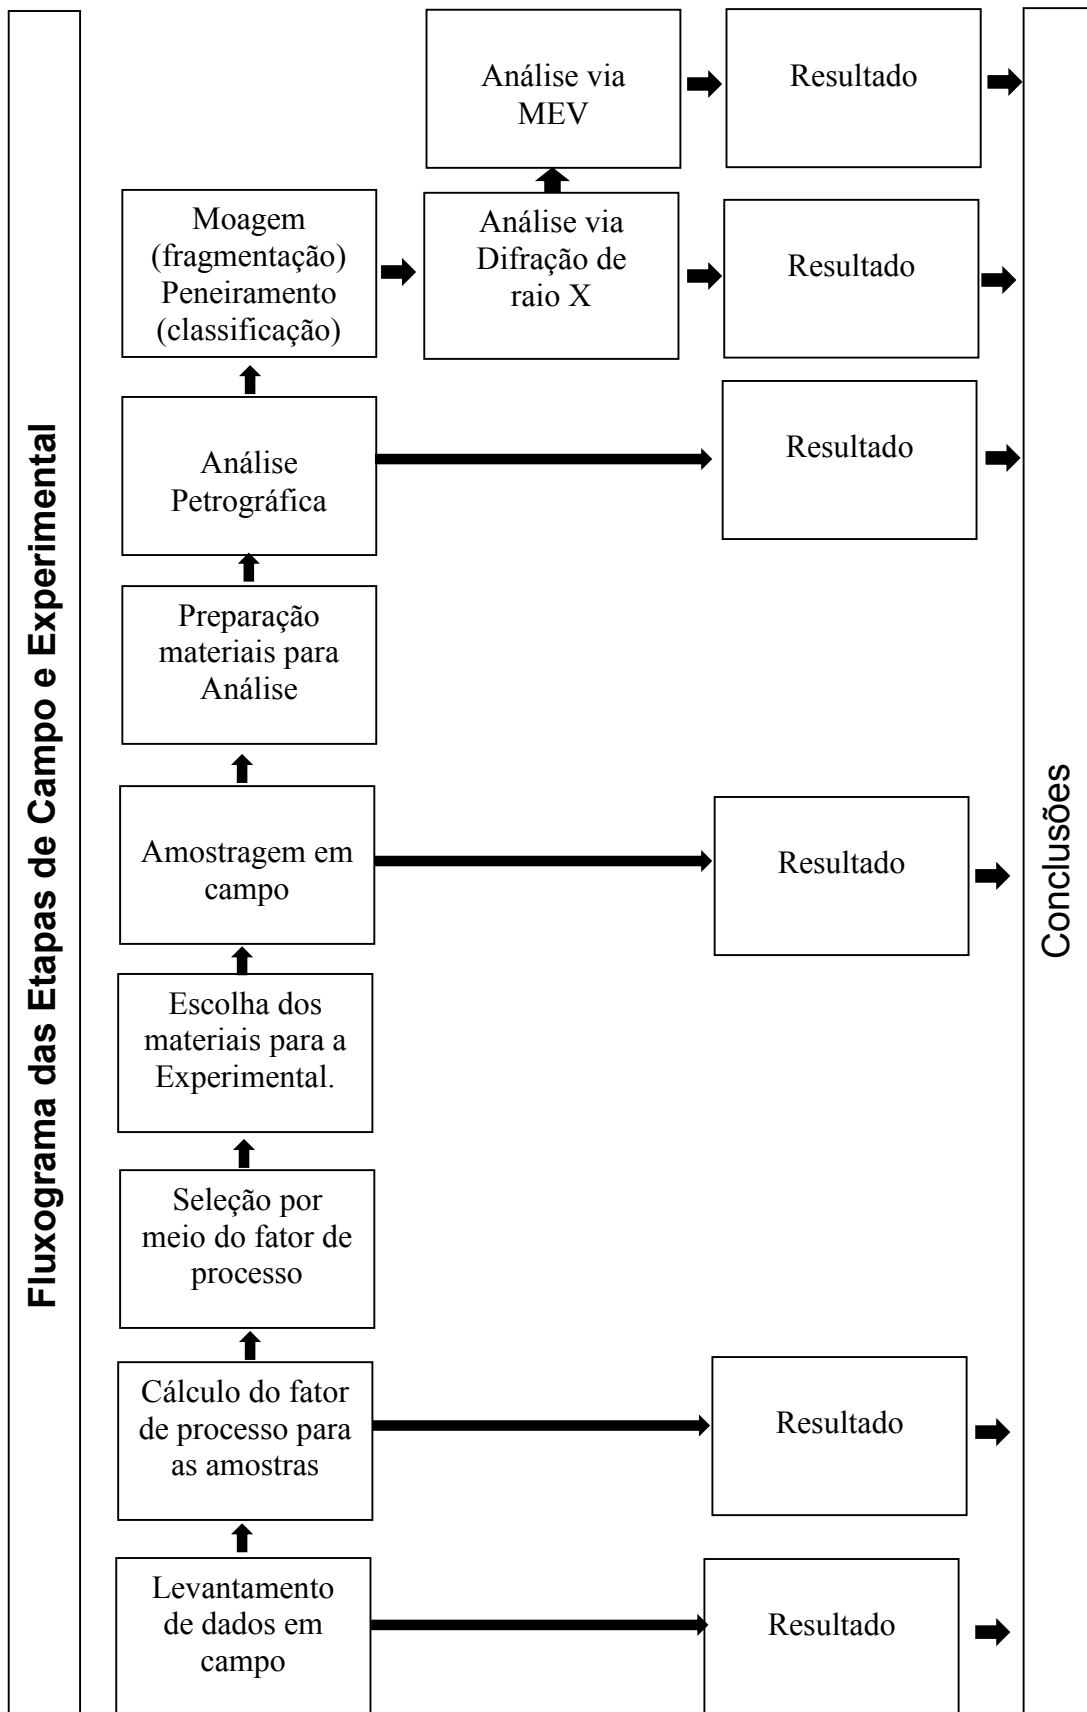 Fluxograma das Etapas de Campo e Experimental
Análise via
MEV
Resultado
Moagem
(fragmentação)
Peneiramento
(classificação)
Análise via
Difração de
raio X
Resultado
Análise
Petrográfica
Resultado
Preparação
materiais para
Análise
Amostragem em
campo
Resultado
Escolha dos
materiais para a
Experimental.
Seleção por
meio do fator de
processo
Cálculo do fator
de processo para
as amostras
Resultado
Levantamento
de dados em
campo
Resultado
Conclusões